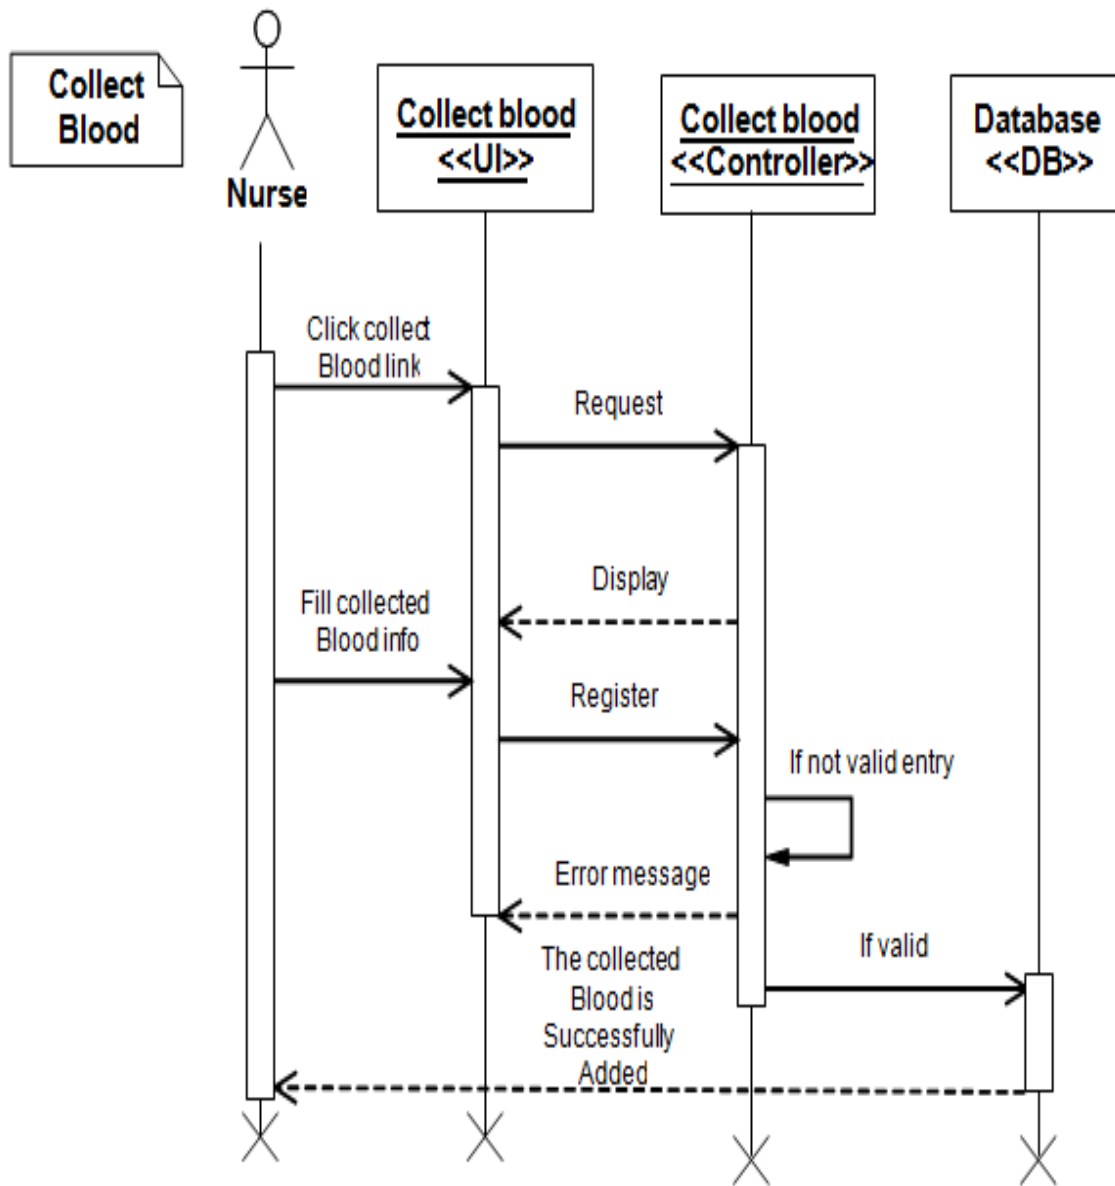 Collect
Blood
Nurse
Collect blood
<<UI>>
Collect blood
<<Controller>>
Database
<<DB>>
Click collect
Blood link
Request
Display
Fill collected
Blood info
Register
If not valid entry
Error message
If valid
The collected
Blood is
Successfully
Added